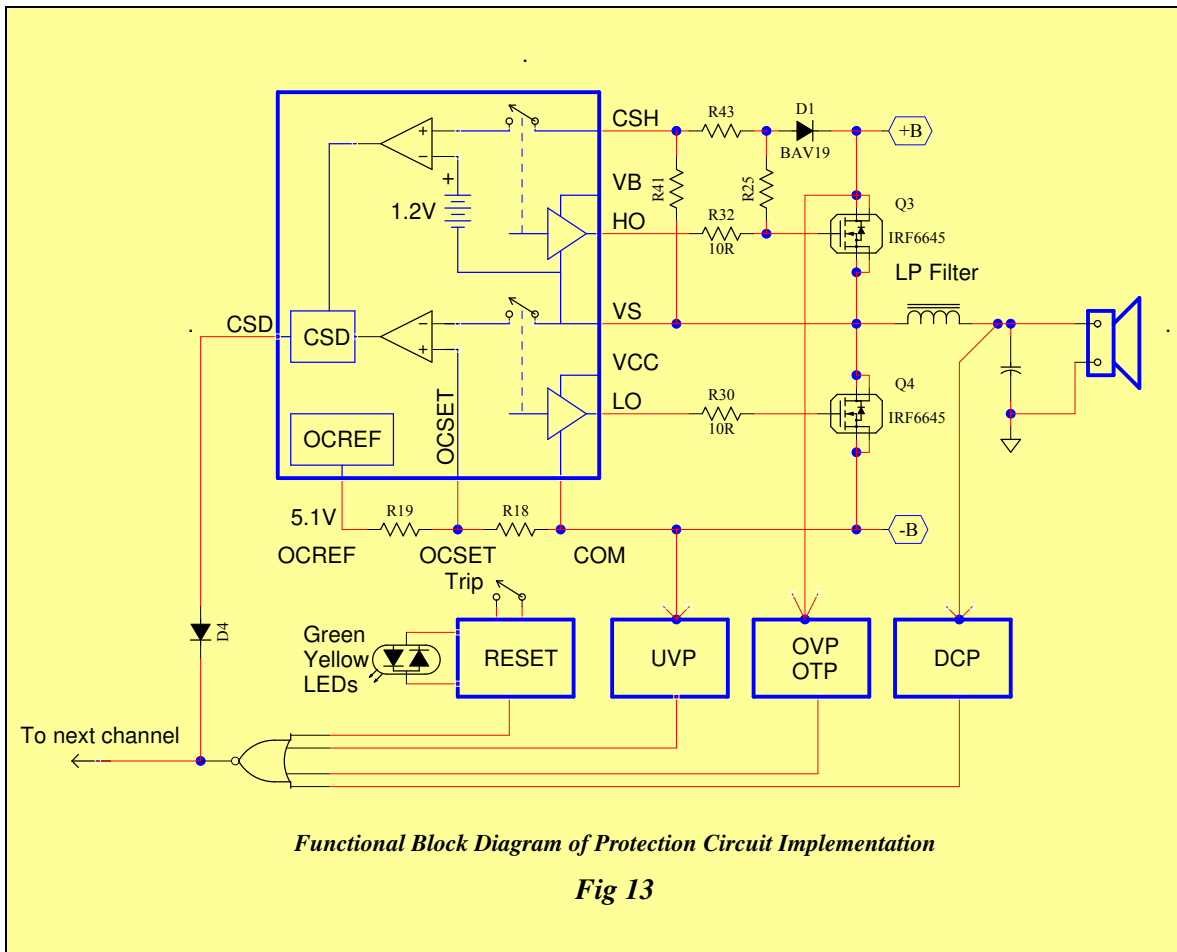 CSH
R43
D1
BAV19
+B
VB
R41
R25
+
+
−
1.2V
HO
R32
10R
Q3
IRF6645
LP Filter
CSD
CSD
−
+
VS
VCC
LO
R30
10R
Q4
IRF6645
OCREF
OCSET
5.1V
R19
R18
-B
OCREF
OCSET
COM
Trip
D4
Green
Yellow
LEDs
RESET
UVP
OVP
OTP
DCP
To next channel
Functional Block Diagram of Protection Circuit Implementation
Fig 13